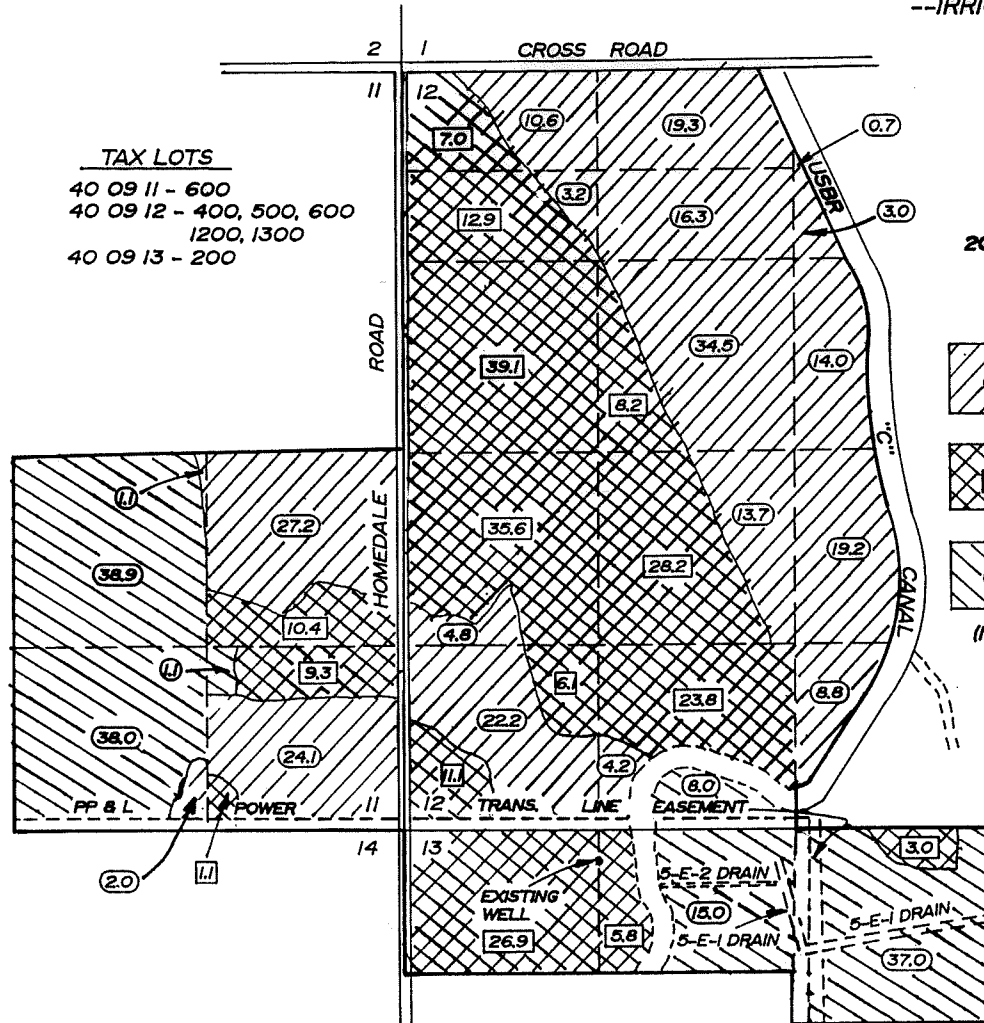 --IRRI
2 1 CROSS ROAD
11 12
TAX LOTS
40 09 11 - 600
40 09 12 - 400, 500, 600
1200, 1300
40 09 13 - 200
10.6
19.3
0.7
7.0
USBR
3.2
12.9
16.3
3.0
20
ROAD
39.1
34.5
14.0
8.2
"C"
1.1
27.2
HOMEDALE
35.6
13.7
19.2
38.9
28.2
CANAL
10.4
4.8
1.1
9.3
6.1
23.8
8.8
38.0
24.1
22.2
4.2
11.1
8.0
PP & L POWER 11 12 TRANS. LINE EASEMENT
14 13
2.0
1.1
3.0
EXISTING
WELL
5-E-2 DRAIN
15.0
5-E-1 DRAIN
5-E-1 DRAIN
26.9
5.8
37.0